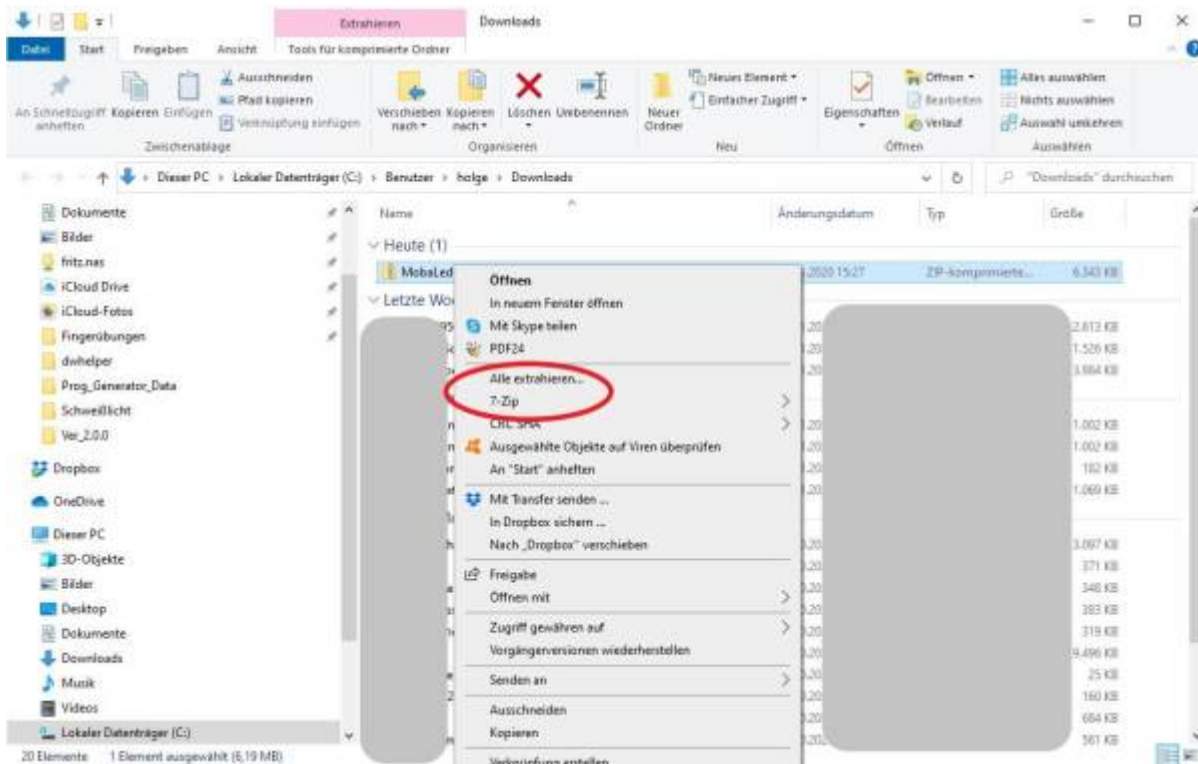 Extrahieren Downloads
Datei Start Freigeben Ansicht Tools für komprimierte Ordner
An Schnellzugriff anheften
Kopieren Einfügen
Ausschneiden
Pfad kopieren
Verknüpfung einfügen
Verschieben nach
Kopieren nach
Löschen Umbenennen
Neuer Ordner
Neues Element
Einfacher Zugriff
Eigenschaften
Öffnen
Bearbeiten
Verlauf
Alles auswählen
Nichts auswählen
Auswahl umkehren
Zwischenablage Organisieren Neu Öffnen Auswählen
Dieser PC Lokaler Datenträger (C:) Benutzer holge Downloads
"Downloads" durchsuchen
Dokumente
Bilder
fritz.nas
iCloud Drive
iCloud-Fotos
Fingerübungen
dwhelper
Prog_Generator_Data
Schweißlicht
Ver_2.0.0
Dropbox
OneDrive
Dieser PC
3D-Objekte
Bilder
Desktop
Dokumente
Downloads
Musik
Videos
Lokaler Datenträger (C:)
Name Änderungsdatum Typ Größe
Heute (1)
MobaLed .2020 15:27 ZIP-komprimierte... 6.343 KB
Letzte Wo
Öffnen
In neuem Fenster öffnen
Mit Skype teilen
PDF24
Alle extrahieren...
7-Zip
CRC SHA
Ausgewählte Objekte auf Viren überprüfen
An "Start" anheften
Mit Transfer senden ...
In Dropbox sichern ...
Nach „Dropbox" verschieben
Freigabe
Öffnen mit
Zugriff gewähren auf
Vorgängerversionen wiederherstellen
Senden an
Ausschneiden
Kopieren
Verknüpfung erstellen
2.612 KB
1.526 KB
3.984 KB
1.002 KB
1.002 KB
182 KB
1.069 KB
3.097 KB
371 KB
348 KB
383 KB
319 KB
9.496 KB
25 KB
160 KB
684 KB
561 KB
20 Elemente 1 Element ausgewählt (6,19 MB)